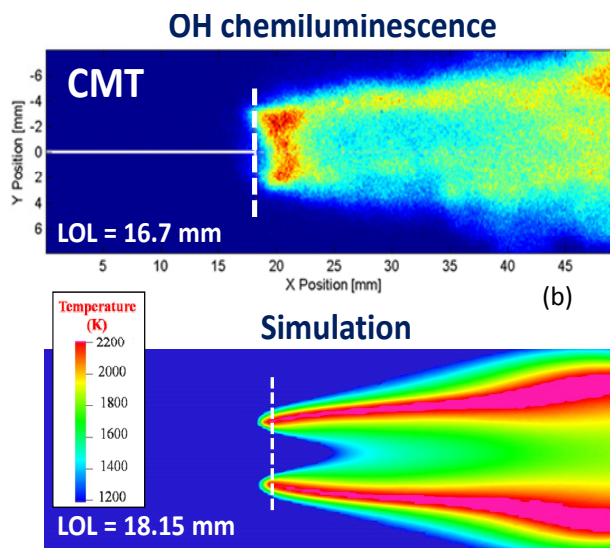 OH chemiluminescence
CMT
-6
-4
-2
0
2
4
6
Y Position [mm]
LOL = 16.7 mm
5 10 15 20 25 30 35 40 45
X Position [mm]
(b)
Simulation
Temperature
(K)
2200
2000
1800
1600
1400
1200
LOL = 18.15 mm